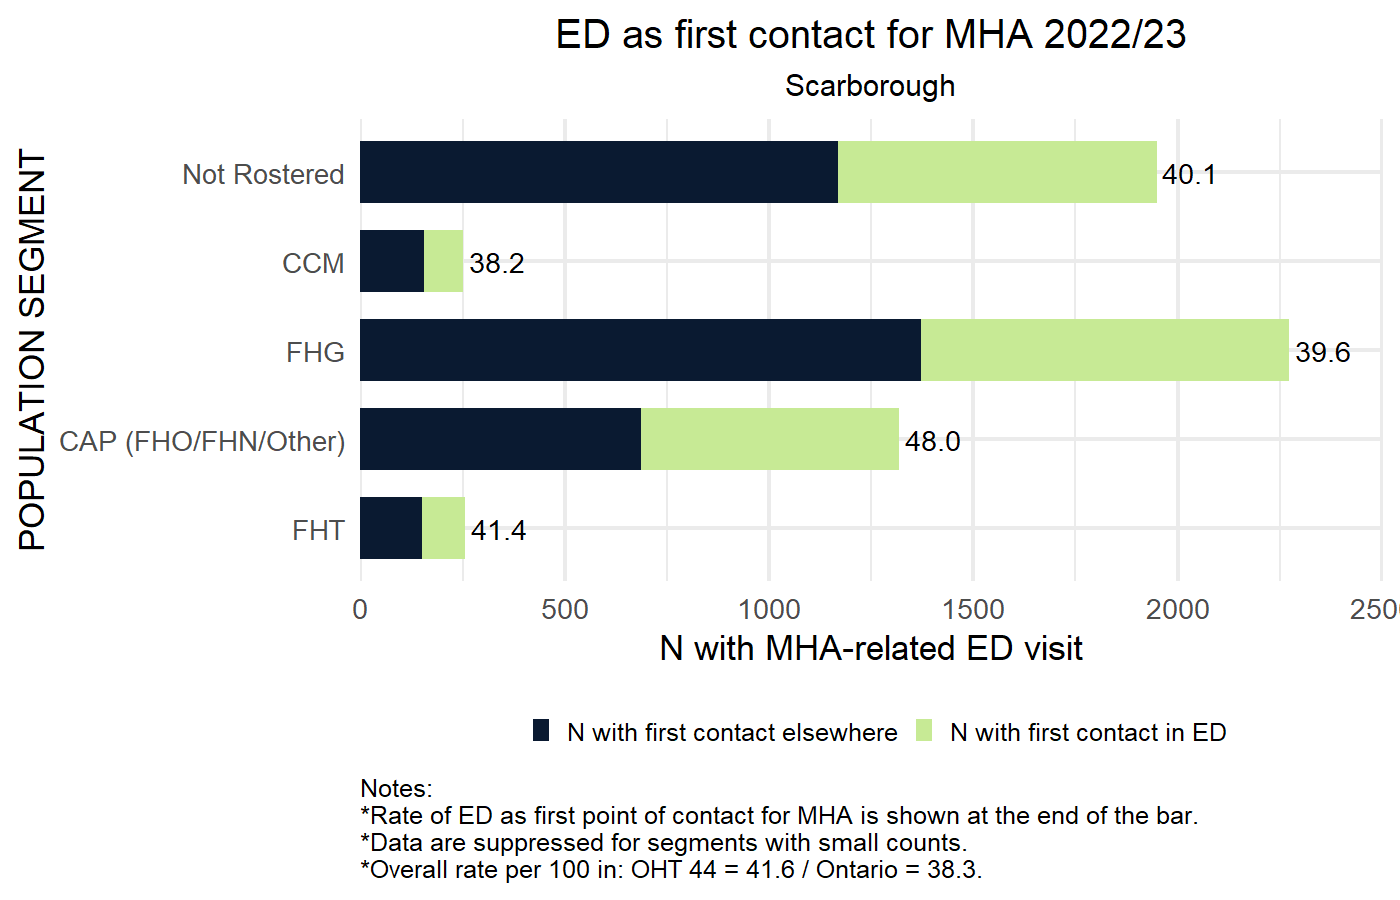 ED as first contact for MHA 2022/23
Scarborough
POPULATION SEGMENT
Not Rostered
40.1
CCM
38.2
FHG
39.6
CAP (FHO/FHN/Other)
48.0
FHT
41.4
0 500 1000 1500 2000 250
N with MHA-related ED visit
N with first contact elsewhere N with first contact in ED
Notes:
*Rate of ED as first point of contact for MHA is shown at the end of the bar.
*Data are suppressed for segments with small counts.
*Overall rate per 100 in: OHT 44 = 41.6 / Ontario = 38.3.